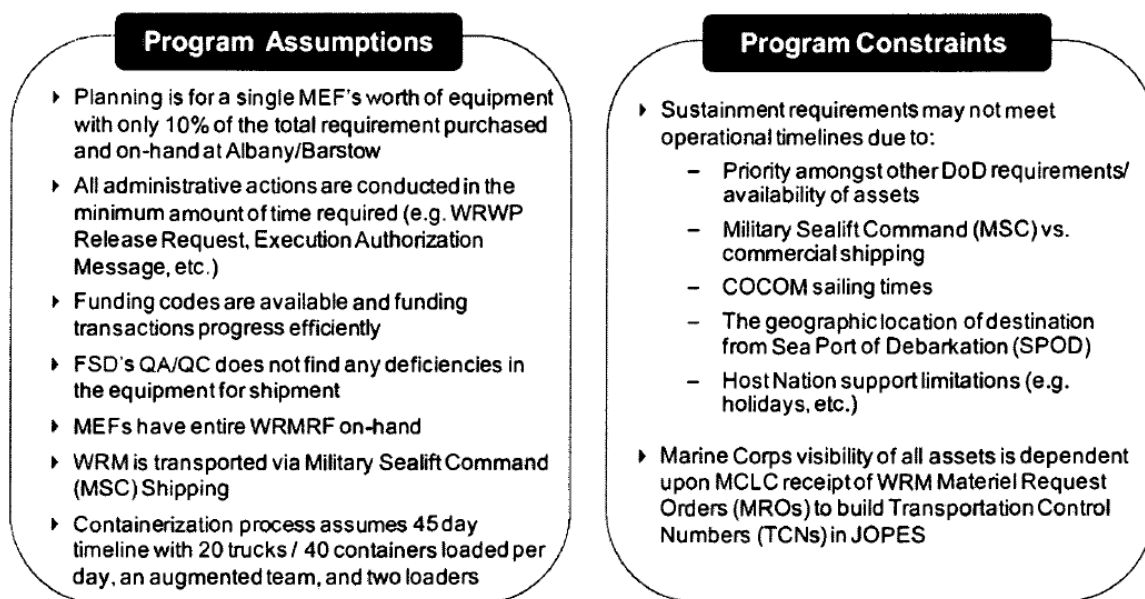 Program Assumptions
▸ Planning is for a single MEF's worth of equipment
with only 10% of the total requirement purchased
and on-hand at Albany/Barstow
▸ All administrative actions are conducted in the
minimum amount of time required (e.g. WRWP
Release Request, Execution Authorization
Message, etc.)
▸ Funding codes are available and funding
transactions progress efficiently
▸ FSD's QA/QC does not find any deficiencies in
the equipment for shipment
▸ MEFs have entire WRMRF on-hand
▸ WRM is transported via Military Sealift Command
(MSC) Shipping
▸ Containerization process assumes 45 day
timeline with 20 trucks / 40 containers loaded per
day, an augmented team, and two loaders
Program Constraints
▸ Sustainment requirements may not meet
operational timelines due to:
– Priority amongst other DoD requirements/
availability of assets
– Military Sealift Command (MSC) vs.
commercial shipping
– COCOM sailing times
– The geographic location of destination
from Sea Port of Debarkation (SPOD)
– Host Nation support limitations (e.g.
holidays, etc.)
▸ Marine Corps visibility of all assets is dependent
upon MCLC receipt of WRM Materiel Request
Orders (MROs) to build Transportation Control
Numbers (TCNs) in JOPES